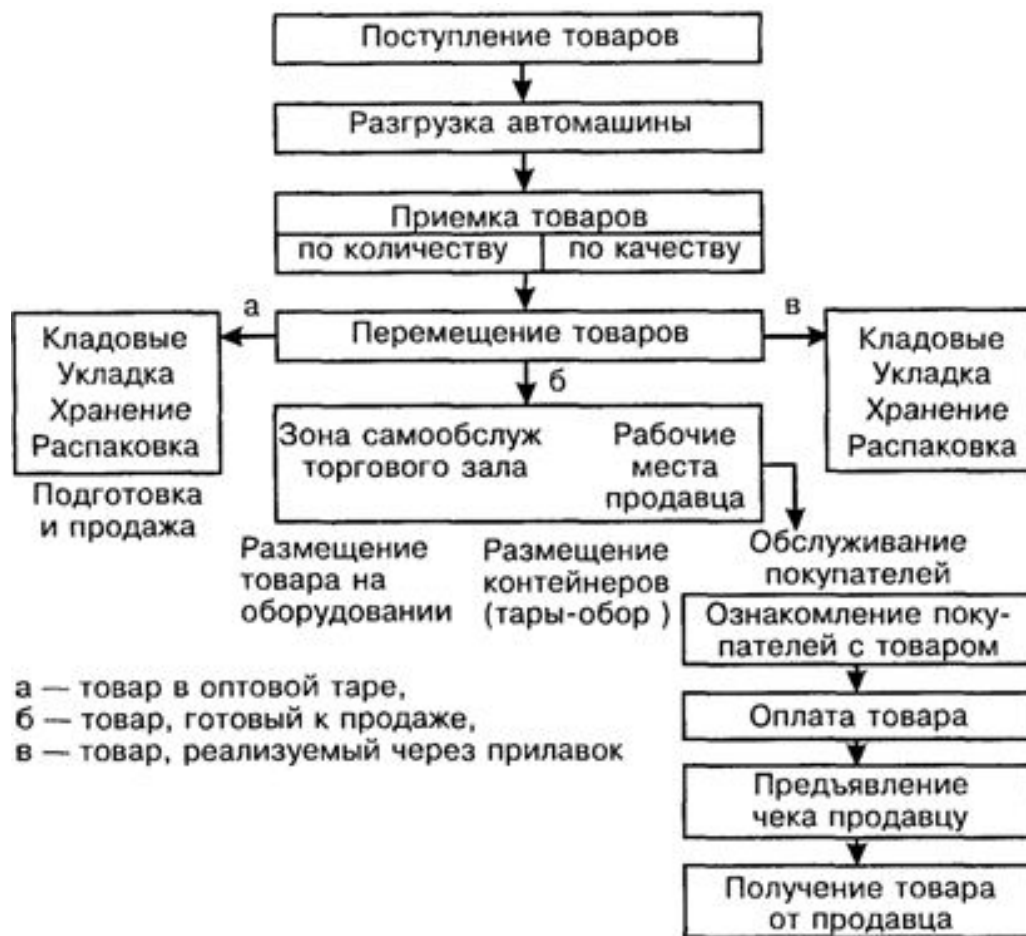 Поступление товаров
Разгрузка автомашины
Приемка товаров
по количеству
по качеству
а
Перемещение товаров
в
б
Кладовые
Укладка
Хранение
Распаковка
Подготовка
и продажа
Зона самообслуж
торгового зала
Рабочие
места
продавца
Кладовые
Укладка
Хранение
Распаковка
Размещение
товара на
оборудовании
Размещение
контейнеров
(тары-обор )
Обслуживание
покупателей
Ознакомление поку-
пателей с товаром
Оплата товара
Предъявление
чека продавцу
Получение товара
от продавца
а — товар в оптовой таре,
б — товар, готовый к продаже,
в — товар, реализуемый через прилавок